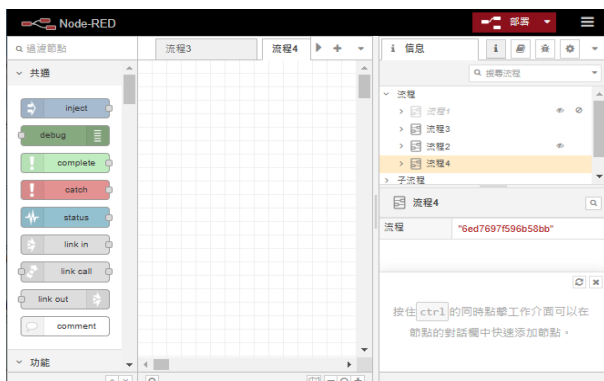 Node-RED
部署
過濾節點
流程3
流程4
信息
共通
搜尋流程
inject
流程
流程1
debug
流程3
complete
流程2
流程4
catch
子流程
status
流程4
link in
流程
"6ed7697f596b58bb"
link call
link out
按住 ctrl 的同時點擊工作介面可以在
節點的對話欄中快速添加節點。
comment
功能